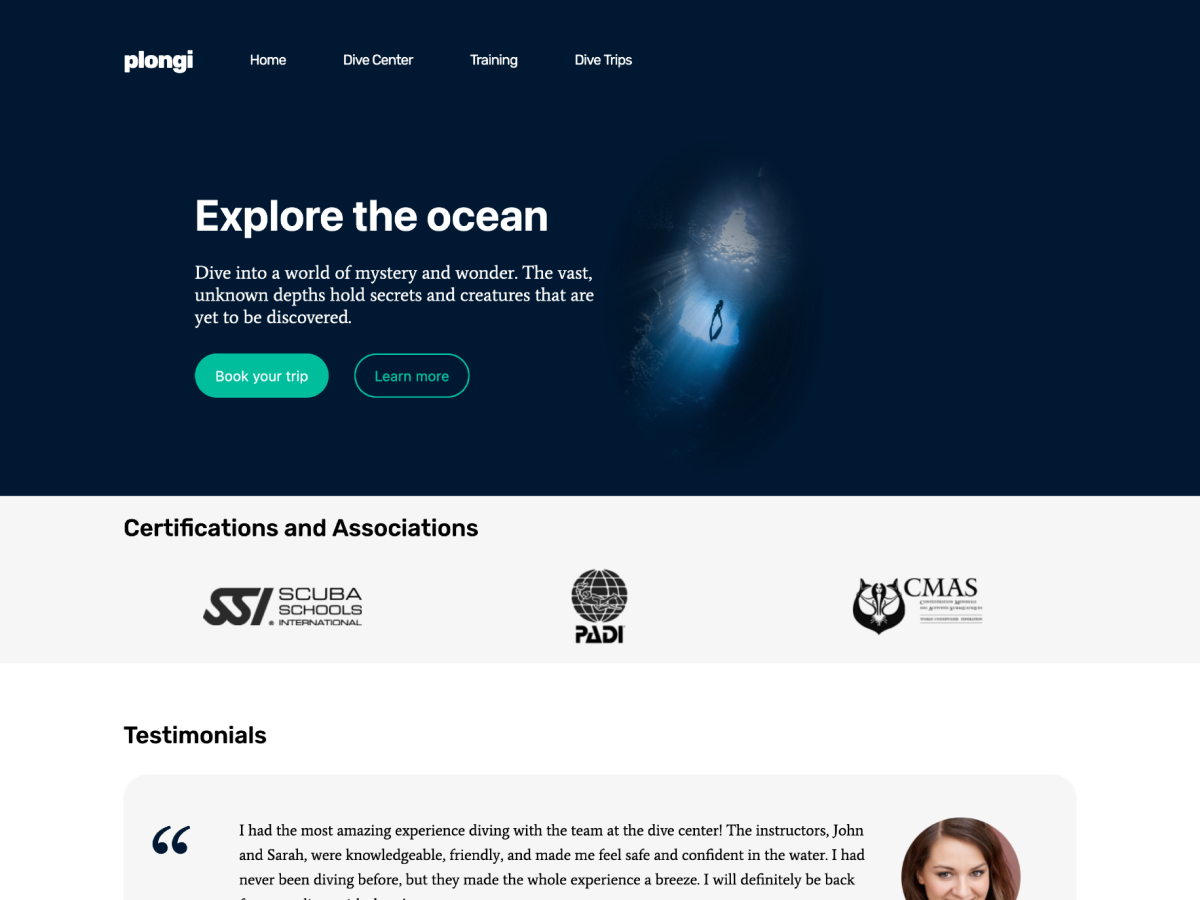 plongi Home Dive Center Training Dive Trips
Explore the ocean
Dive into a world of mystery and wonder. The vast,
unknown depths hold secrets and creatures that are
yet to be discovered.
Book your trip Learn more
Certifications and Associations
SSI SCUBA
SCHOOLS
® INTERNATIONAL
PADI
CMAS
Testimonials
“
I had the most amazing experience diving with the team at the dive center! The instructors, John
and Sarah, were knowledgeable, friendly, and made me feel safe and confident in the water. I had
never been diving before, but they made the whole experience a breeze. I will definitely be back